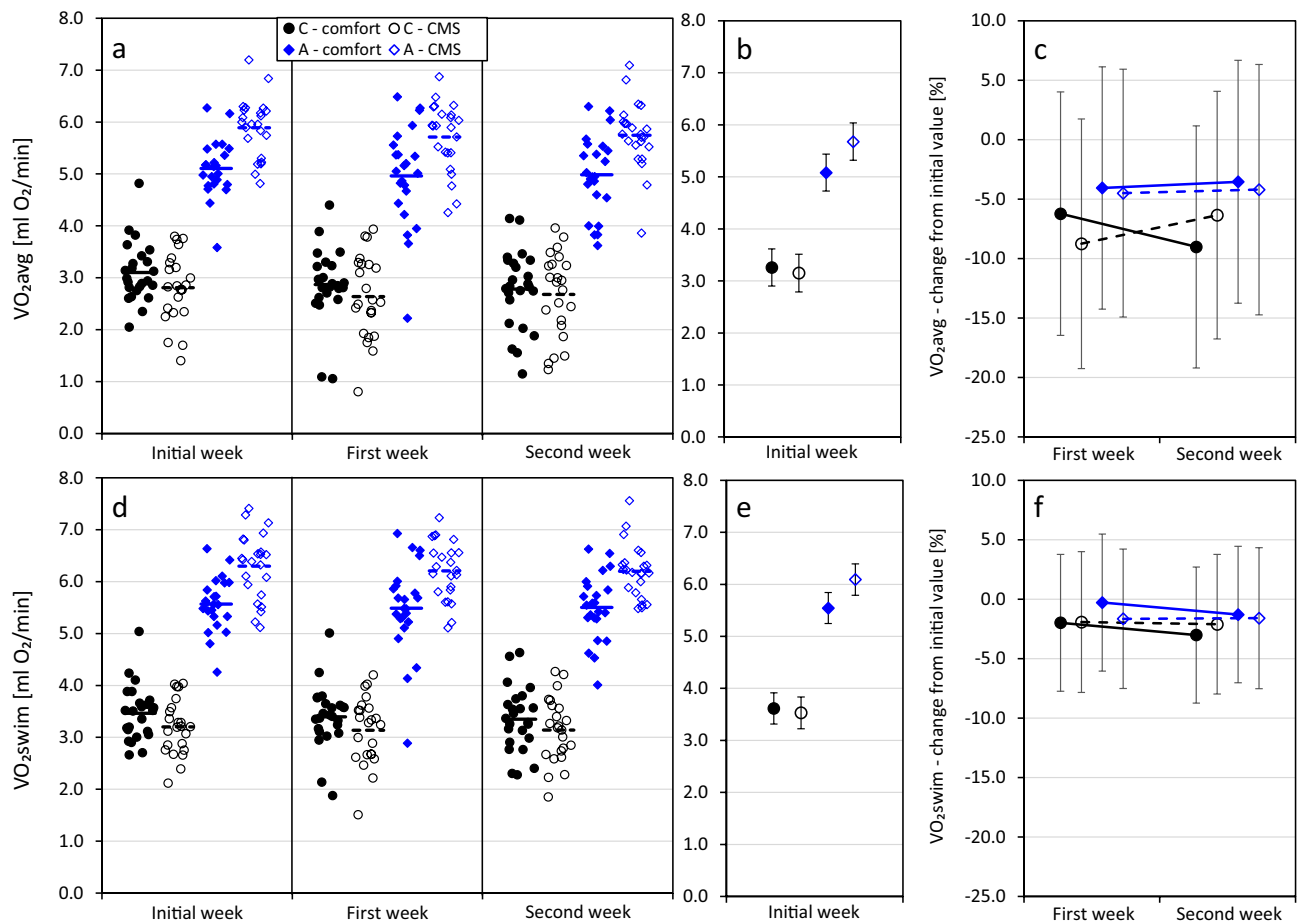 a
C - comfort C - CMS
A - comfort A - CMS
VO₂avg [ml O₂/min]
8.0
7.0
6.0
5.0
4.0
3.0
2.0
1.0
0.0
Initial week First week Second week
b
8.0
7.0
6.0
5.0
4.0
3.0
2.0
1.0
0.0
Initial week
c
VO₂avg - change from initial value [%]
10.0
5.0
0.0
-5.0
-10.0
-15.0
-20.0
-25.0
First week Second week
d
VO₂swim [ml O₂/min]
8.0
7.0
6.0
5.0
4.0
3.0
2.0
1.0
0.0
Initial week First week Second week
e
8.0
7.0
6.0
5.0
4.0
3.0
2.0
1.0
0.0
Initial week
f
VO₂swim - change from initial value [%]
10.0
5.0
0.0
-5.0
-10.0
-15.0
-20.0
-25.0
First week Second week